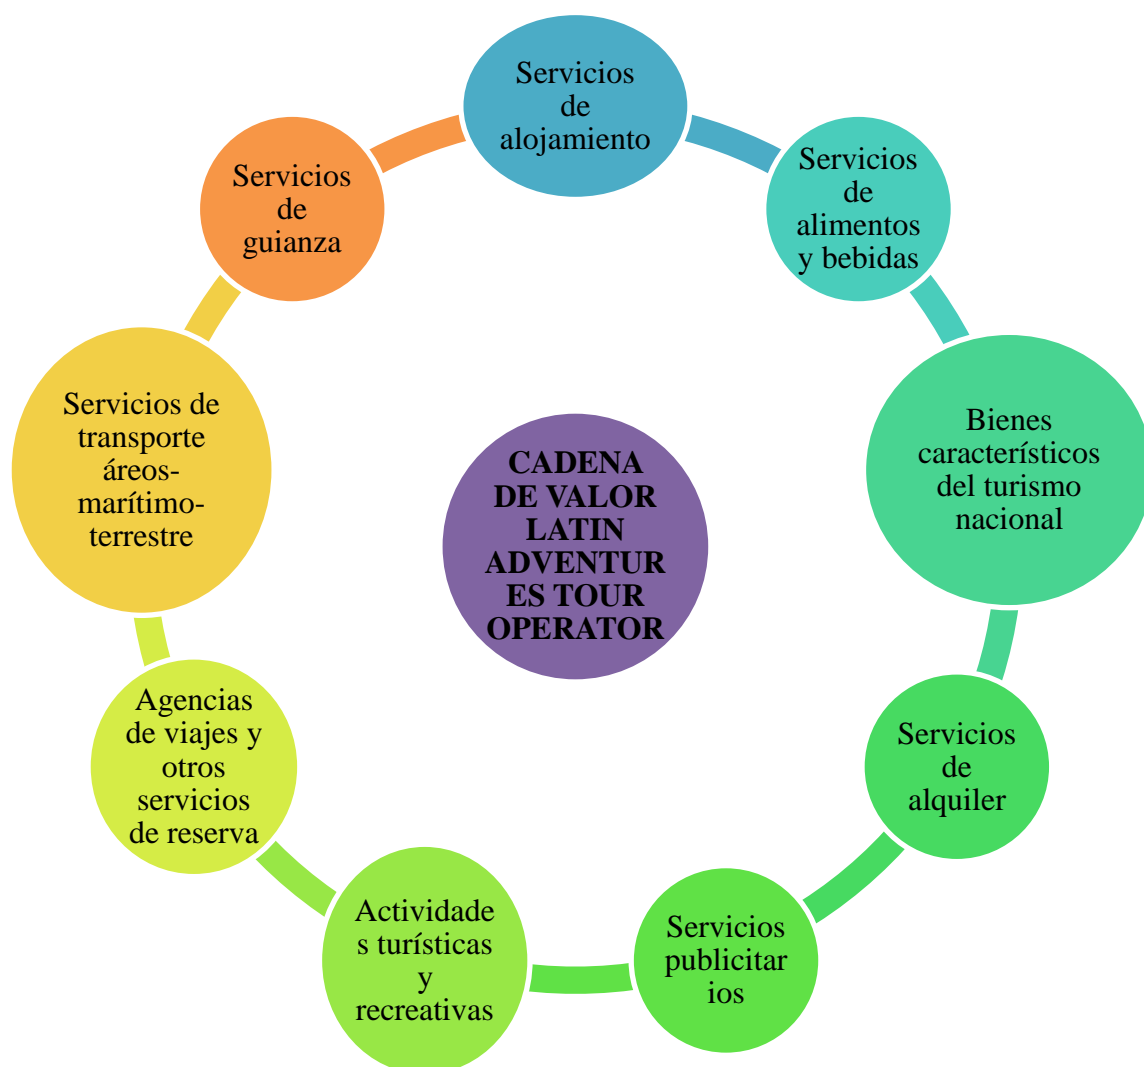 Servicios
de
alojamiento
Servicios
de
alimentos
y bebidas
Bienes
característicos
del turismo
nacional
Servicios
de
alquiler
Servicios
publicitar
ios
Actividade
s turísticas
y
recreativas
Agencias
de viajes y
otros
servicios
de reserva
Servicios de
transporte
áreos-
marítimo-
terrestre
Servicios
de
guianza
CADENA
DE VALOR
LATIN
ADVENTUR
ES TOUR
OPERATOR